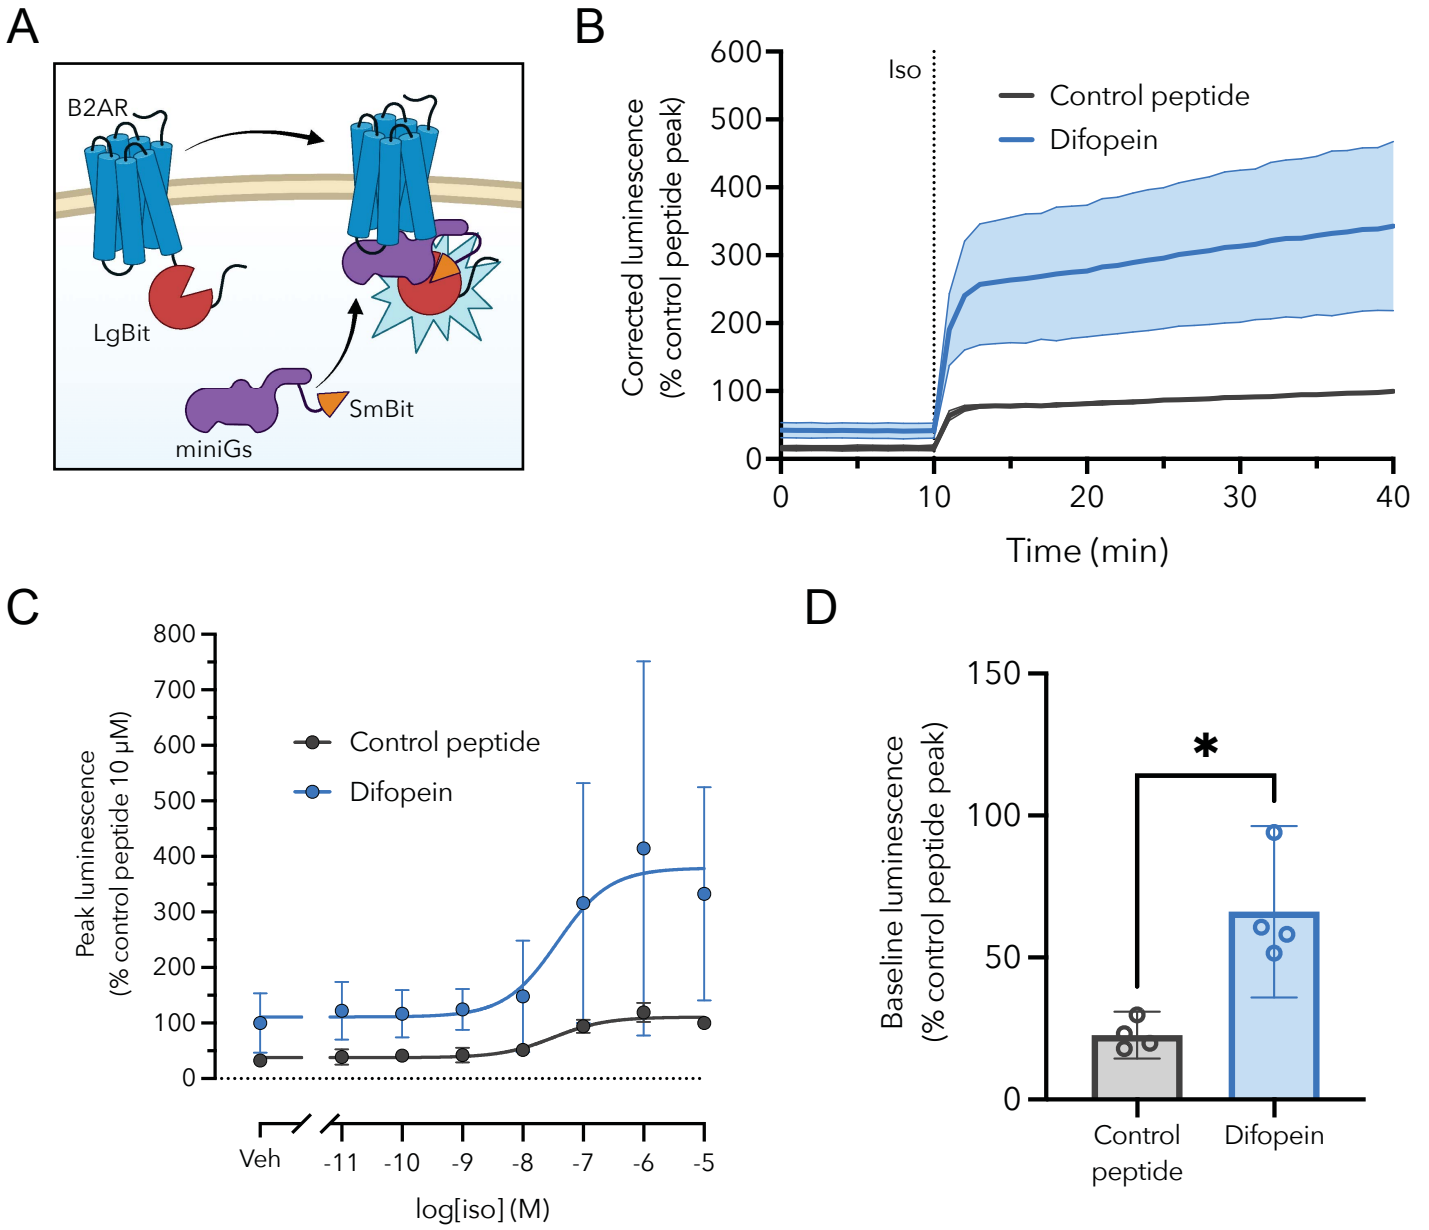 A
B2AR
LgBit
SmBit
miniGs
B
Corrected luminescence
(% control peptide peak)
600
500
400
300
200
100
0
Iso
Control peptide
Difopein
0 10 20 30 40
Time (min)
C
Peak luminescence
(% control peptide 10 µM)
800
700
600
500
400
300
200
100
0
Control peptide
Difopein
Veh -11 -10 -9 -8 -7 -6 -5
log[iso] (M)
D
Baseline luminescence
(% control peptide peak)
150
100
50
0
*
Control
peptide
Difopein